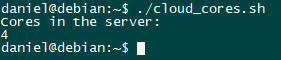 daniel@debian:~$ ./cloud_cores.sh
Cores in the server:
4
daniel@debian:~$